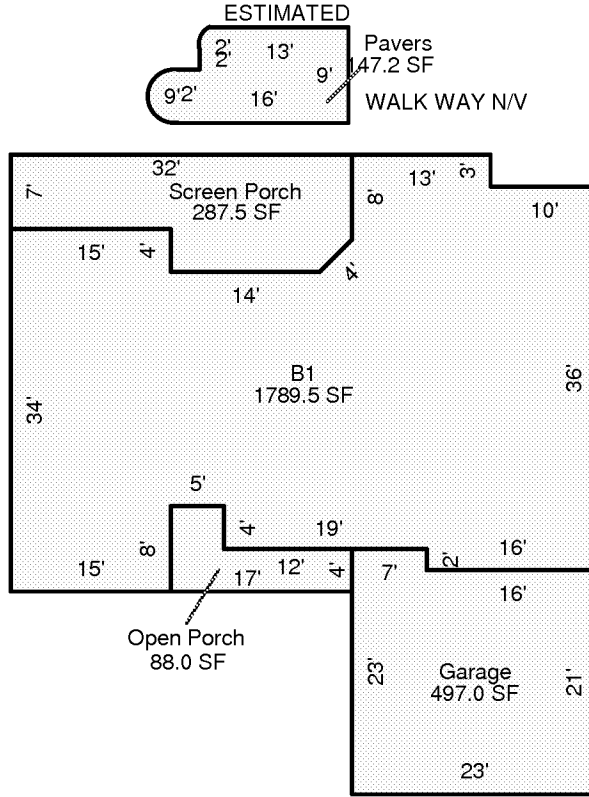 ESTIMATED
2'
2'
13'
Pavers
147.2 SF
9'
9'2'
16'
WALK WAY N/V
32'
7'
Screen Porch
287.5 SF
8'
13'
3'
10'
15'
4'
14'
4'
B1
1789.5 SF
34'
36'
5'
4'
19'
8'
16'
15'
17'
12'
4'
7'
2'
16'
Open Porch
88.0 SF
23'
Garage
497.0 SF
21'
23'